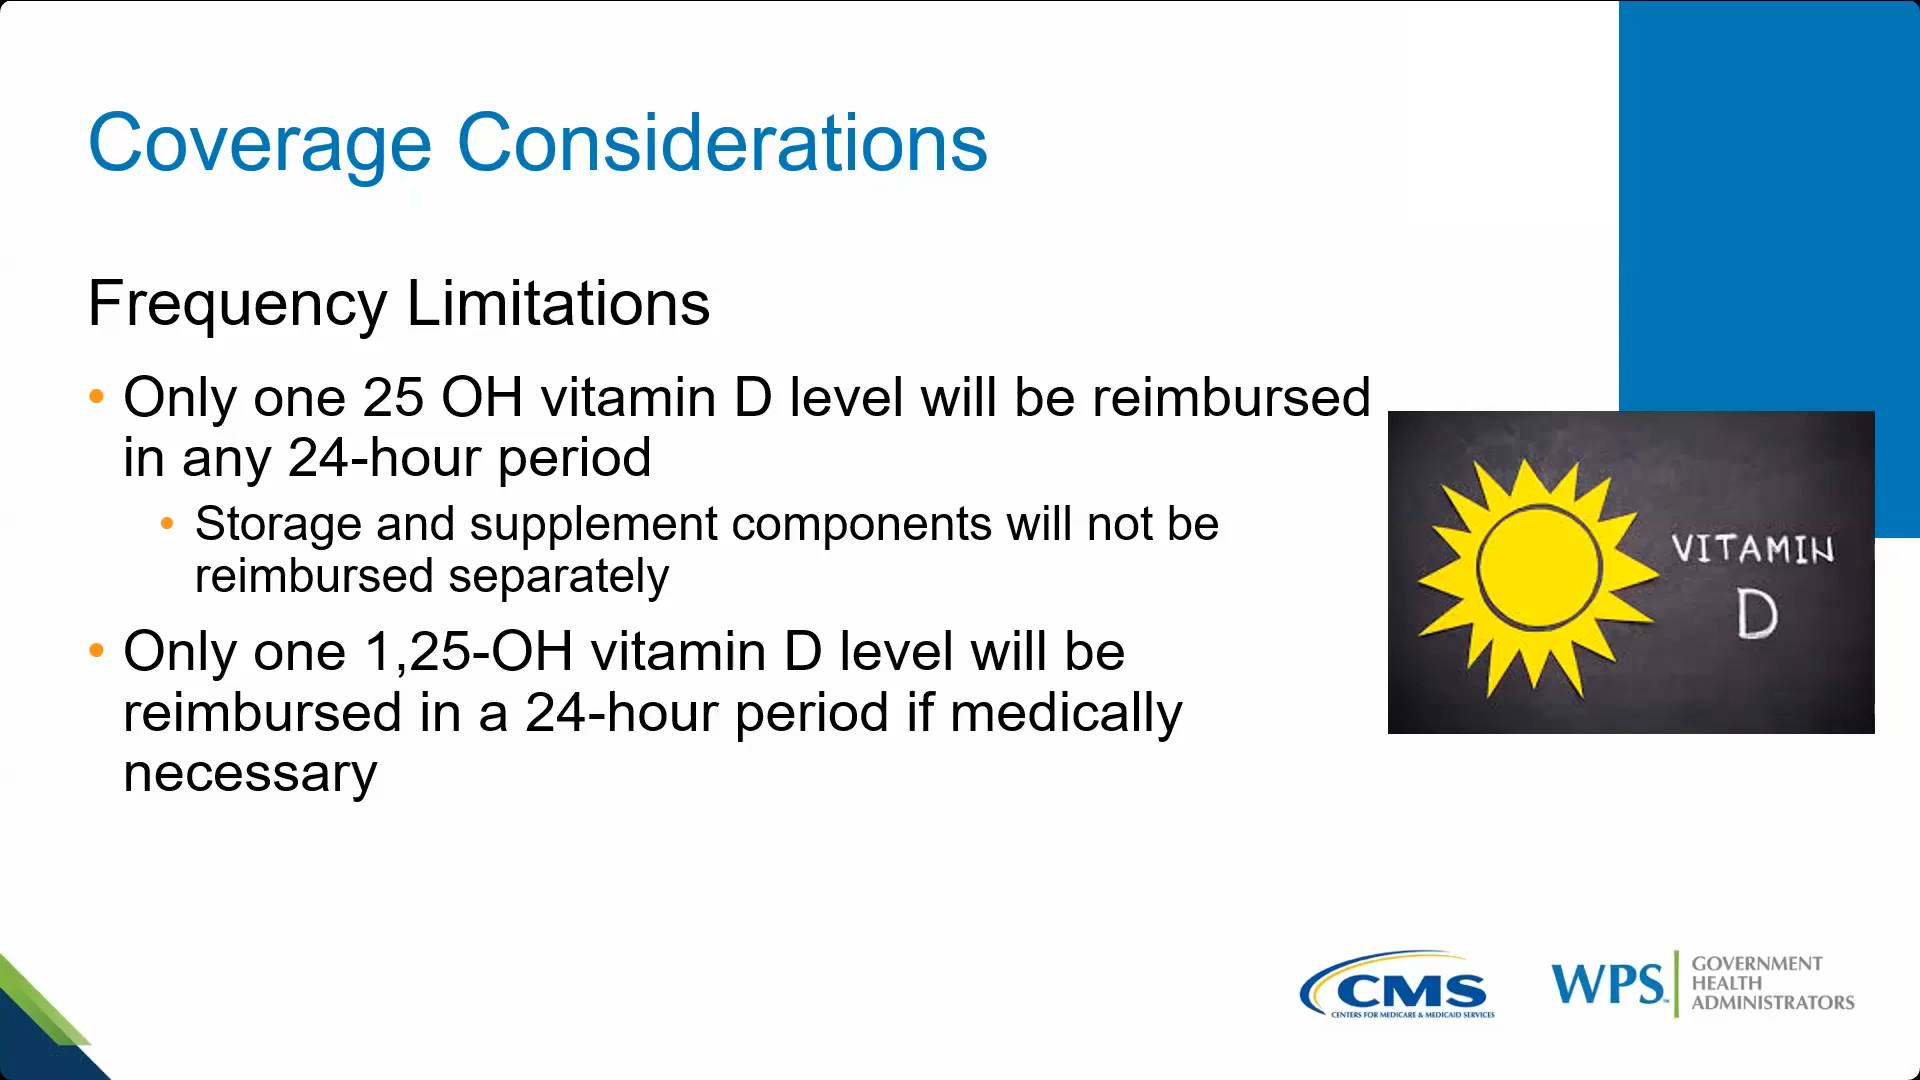 Coverage Considerations
Frequency Limitations
• Only one 25 OH vitamin D level will be reimbursed
in any 24-hour period
• Storage and supplement components will not be
reimbursed separately
• Only one 1,25-OH vitamin D level will be
reimbursed in a 24-hour period if medically
necessary
VITAMIN
D
CMS
CENTERS FOR MEDICARE & MEDICAID SERVICES
WPS
GOVERNMENT
HEALTH
ADMINISTRATORS